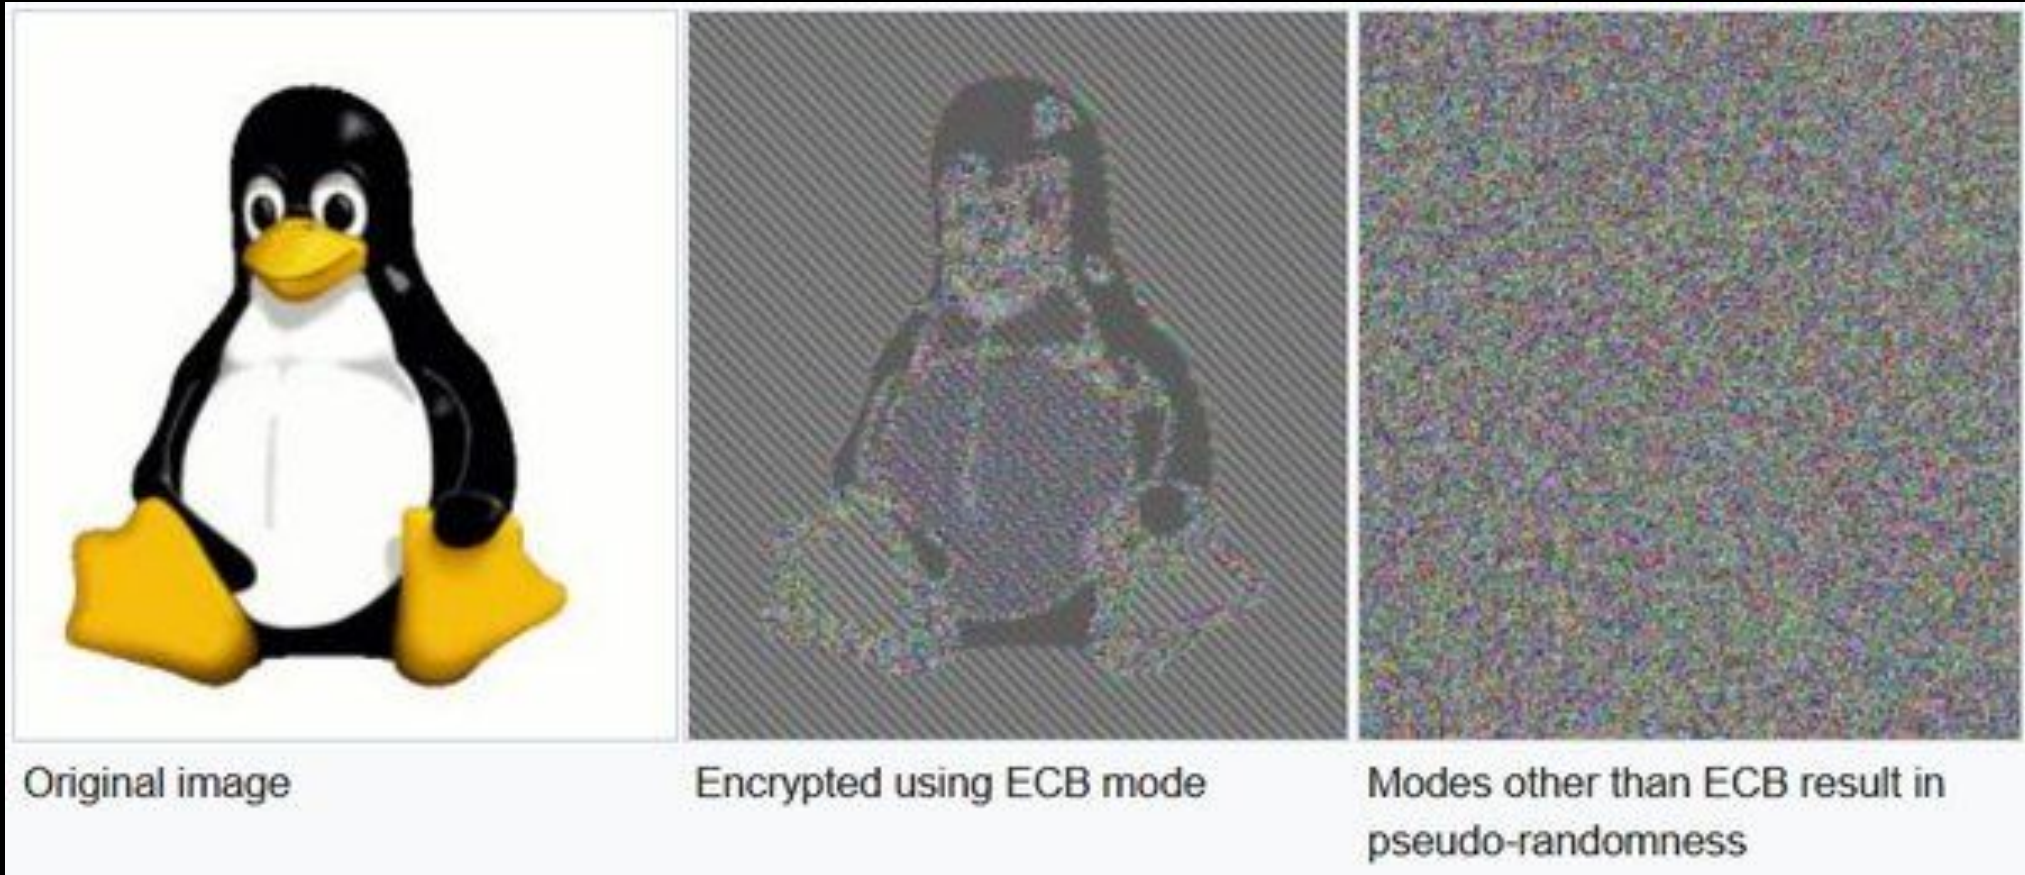 Original image
Encrypted using ECB mode
Modes other than ECB result in
pseudo-randomness